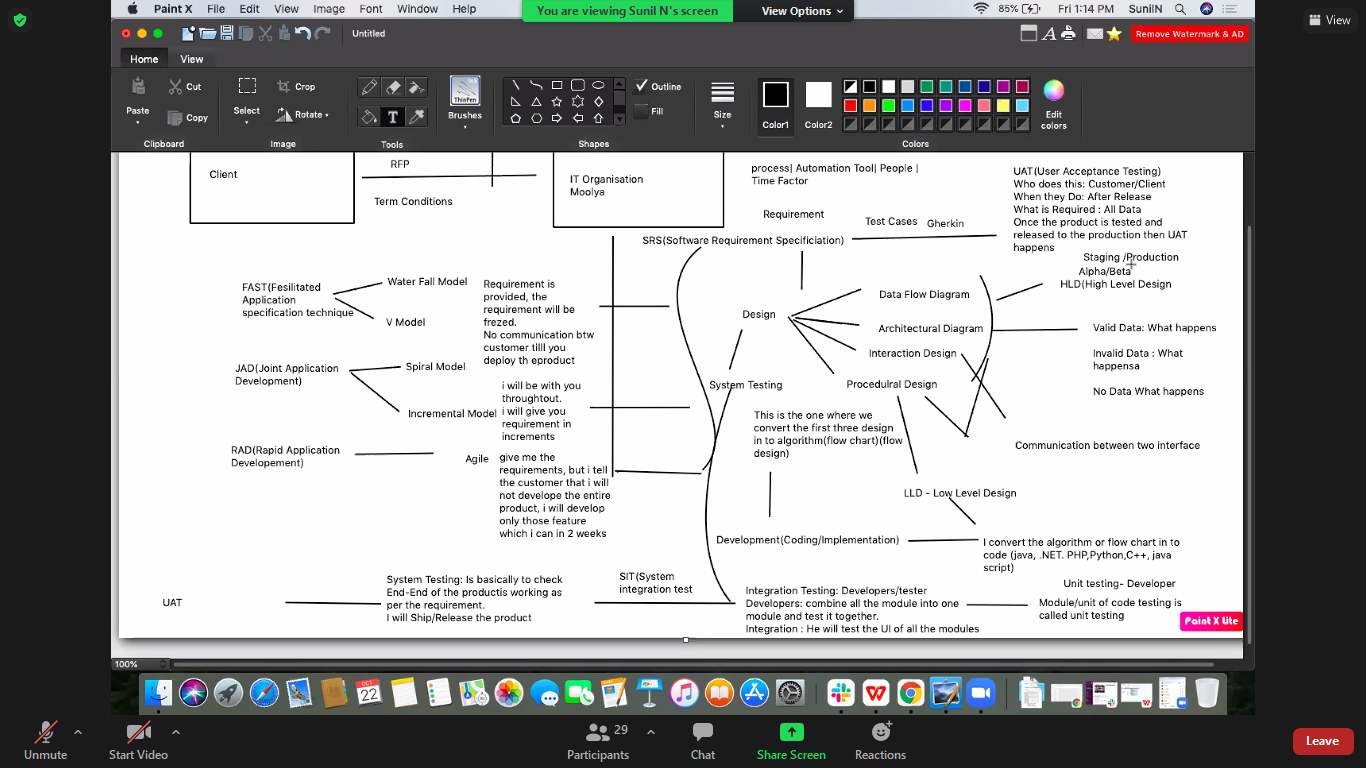 Paint X File Edit View Image Font Window Help
You are viewing Sunil N's screen
View Options
85% Fri 1:14 PM SunilN
View
Untitled
Remove Watermark & AD
Home View
Paste
Cut
Copy
Clipboard
Select
Crop
Rotate
Image
T
Tools
ThinPen
Brushes
Outline
Fill
Shapes
Size
Color1
Color2
Colors
Edit
colors
Client
RFP
Term Conditions
IT Organisation
Moolya
process| Automation Tool| People |
Time Factor
UAT(User Acceptance Testing)
Who does this: Customer/Client
When they Do: After Release
What is Required : All Data
Once the product is tested and
released to the production then UAT
happens
Requirement
Test Cases
Gherkin
SRS(Software Requirement Specificiation)
Staging /Production
Alpha/Beta
HLD(High Level Design
FAST(Fesilitated
Application
specification technique
Water Fall Model
V Model
Requirement is
provided, the
requirement will be
frezed.
No communication btw
customer tilll you
deploy th eproduct
Design
Data Flow Diagram
Architectural Diagram
Interaction Design
Procedulral Design
Valid Data: What happens
Invalid Data : What
happensa
No Data What happens
JAD(Joint Application
Development)
Spiral Model
Incremental Model
i will be with you
throughtout.
i will give you
requirement in
increments
System Testing
This is the one where we
convert the first three design
in to algorithm(flow chart)(flow
design)
Communication between two interface
RAD(Rapid Application
Developement)
Agile
give me the
requirements, but i tell
the customer that i will
not develope the entire
product, i will develop
only those feature
which i can in 2 weeks
LLD - Low Level Design
Development(Coding/Implementation)
I convert the algorithm or flow chart in to
code (java, .NET. PHP,Python,C++, java
script)
UAT
System Testing: Is basically to check
End-End of the productis working as
per the requirement.
I will Ship/Release the product
SIT(System
integration test
Integration Testing: Developers/tester
Developers: combine all the module into one
module and test it together.
Integration : He will test the UI of all the modules
Unit testing- Developer
Module/unit of code testing is
called unit testing
Paint X Lite
100%
OCT
22
Unmute
Start Video
Participants
29
Chat
Share Screen
Reactions
Leave